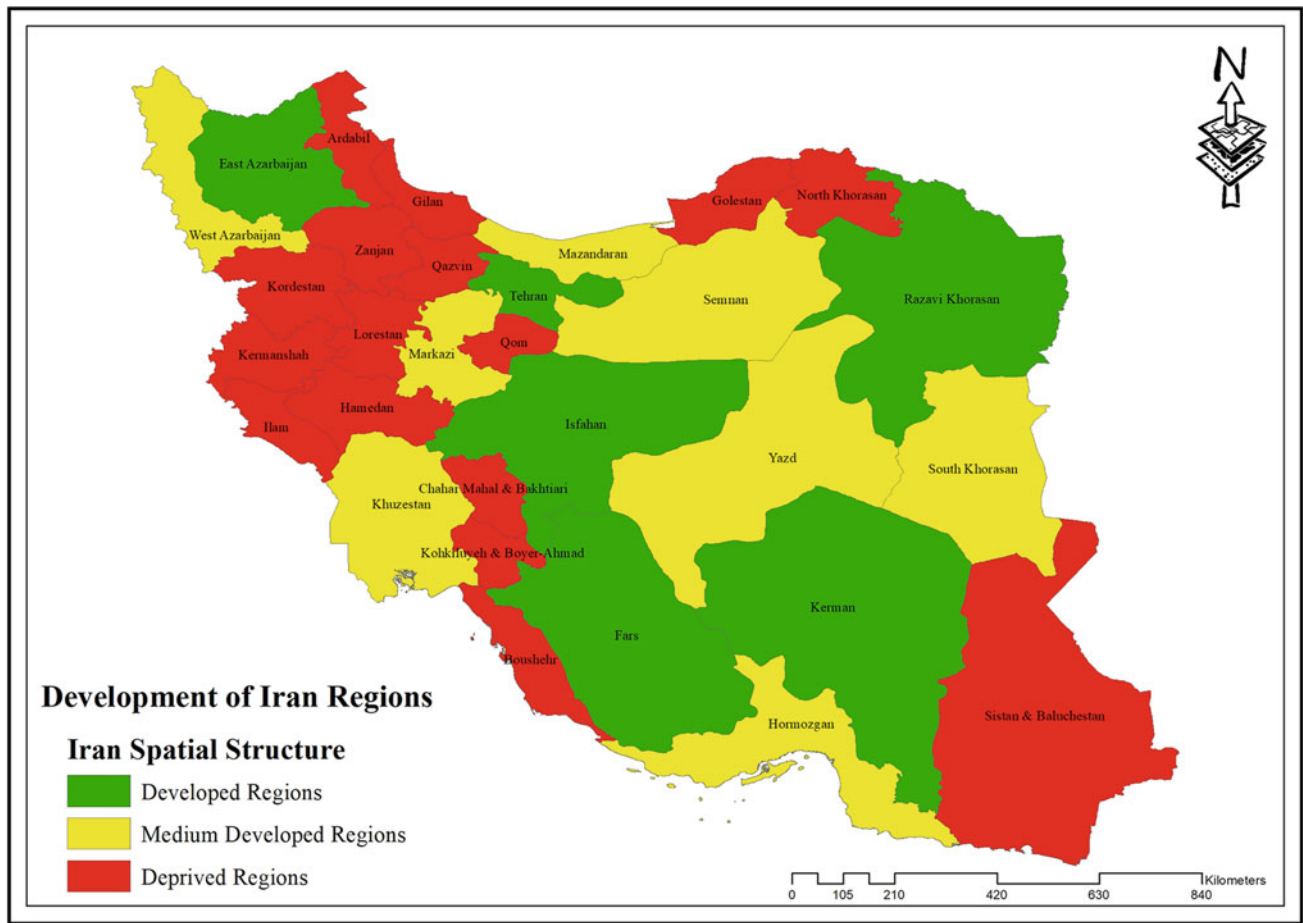 N
Ardabil
East Azarbaijan
Gilan
Golestan
North Khorasan
West Azarbaijan
Zanjan
Mazandaran
Qazvin
Kordestan
Tehran
Semnan
Razavi Khorasan
Lorestan
Qom
Kermanshah
Markazi
Hamedan
Ilam
Isfahan
Yazd
South Khorasan
Chahar Mahal & Bakhtiari
Khuzestan
Kohkfluyeh & Boyer-Ahmad
Kerman
Fars
Boushehr
Sistan & Baluchestan
Hormozgan
Development of Iran Regions
Iran Spatial Structure
Developed Regions
Medium Developed Regions
Deprived Regions
Kilometers
0 105 210 420 630 840